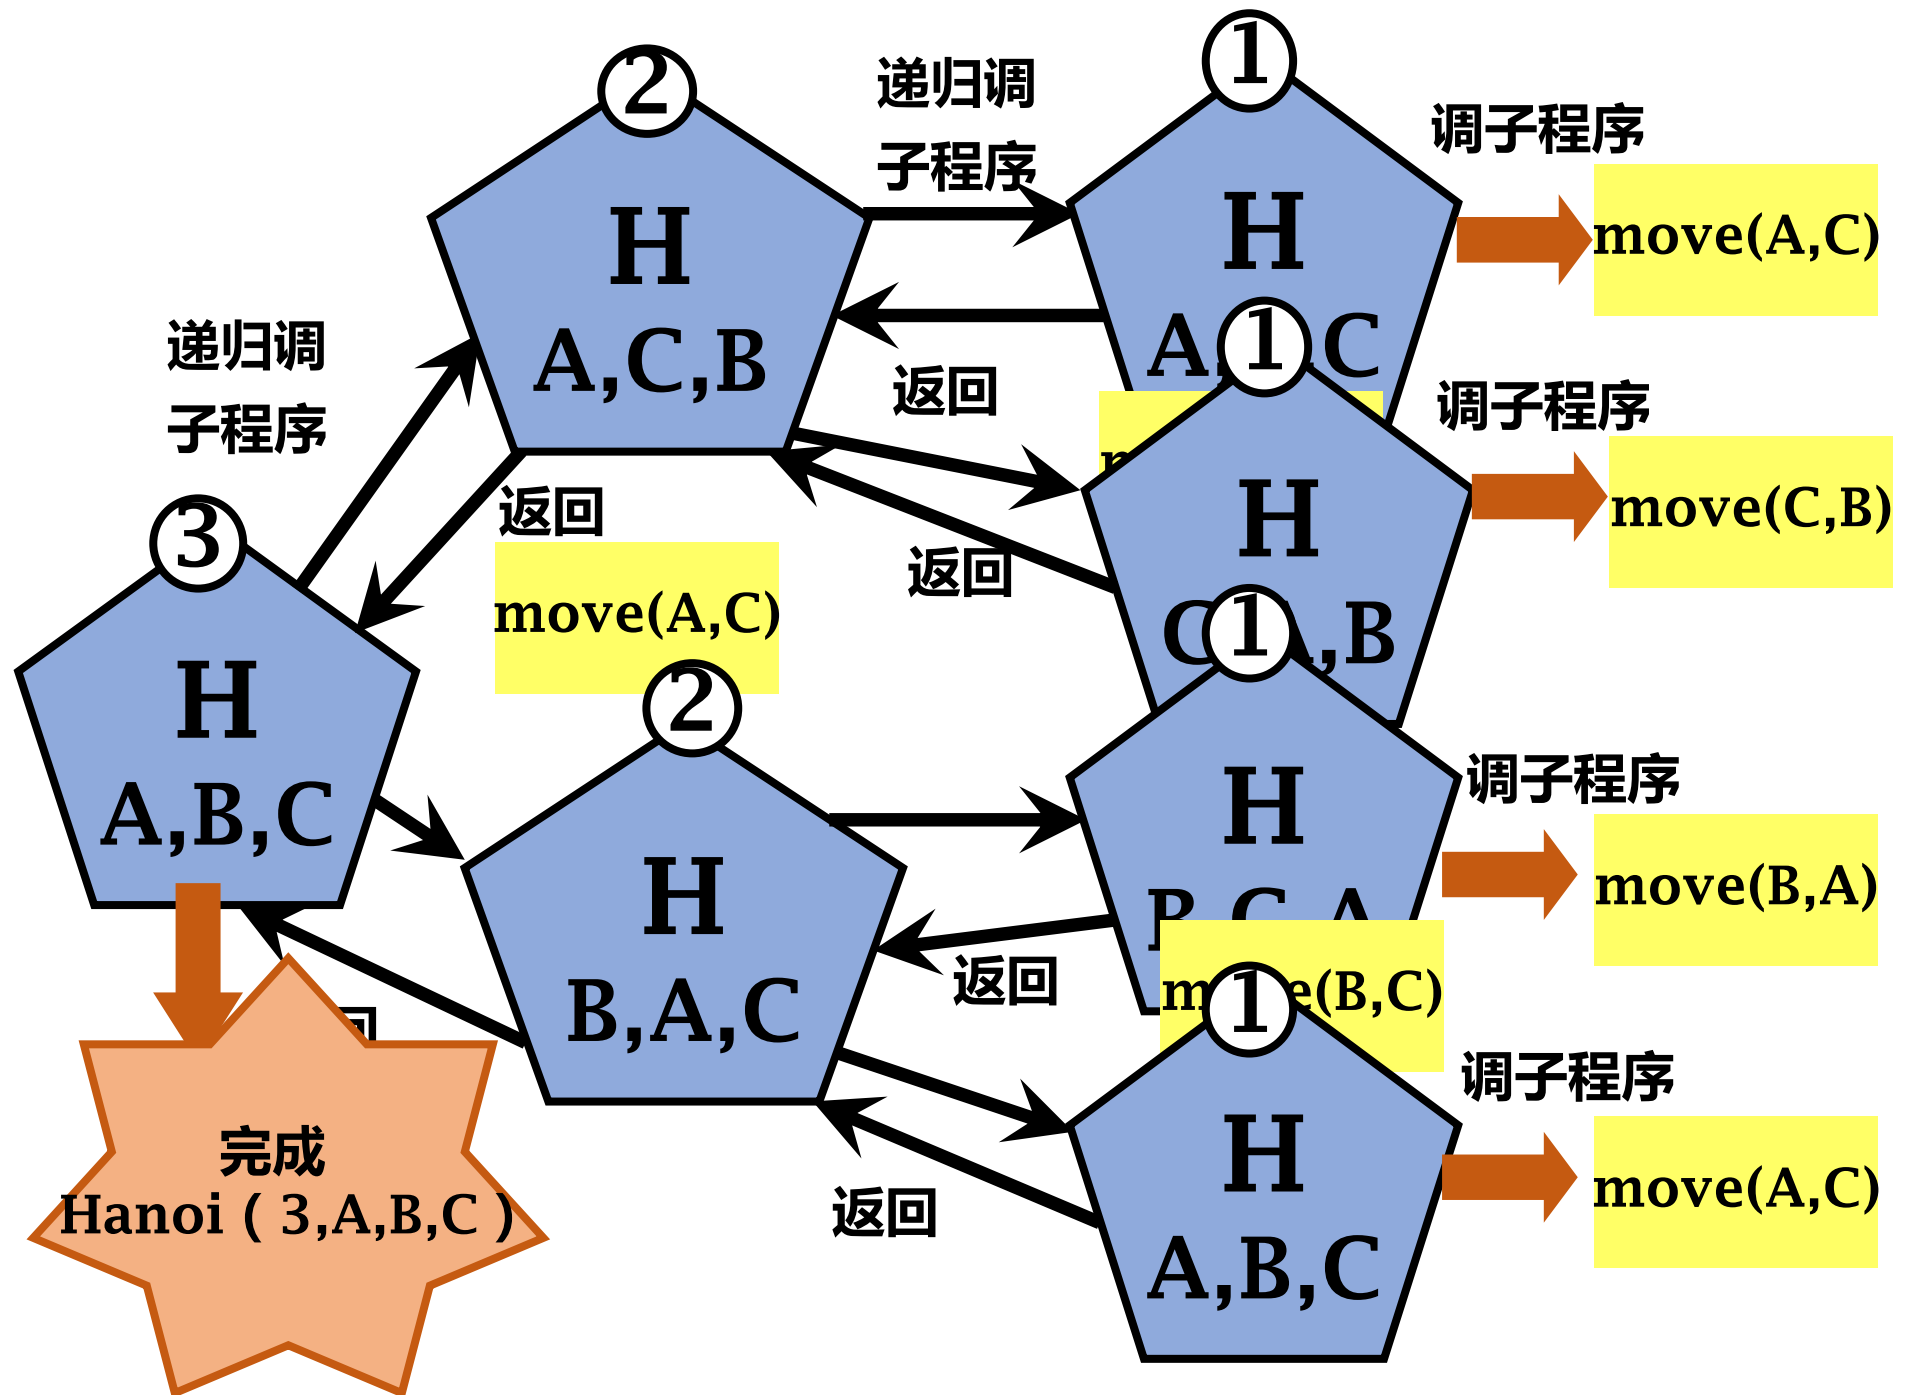 ②
递归调
子程序
H
A,C,B
①
H
A, C
调子程序
move(A,C)
返回
①
H
C A,B
调子程序
move(C,B)
返回
递归调
子程序
返回
③
H
A,B,C
move(A,C)
②
H
B,A,C
①
H
B,C,A
调子程序
move(B,A)
返回
①
H
A,B,C
e(B,C)
调子程序
move(A,C)
返回
回
完成
Hanoi（3,A,B,C）